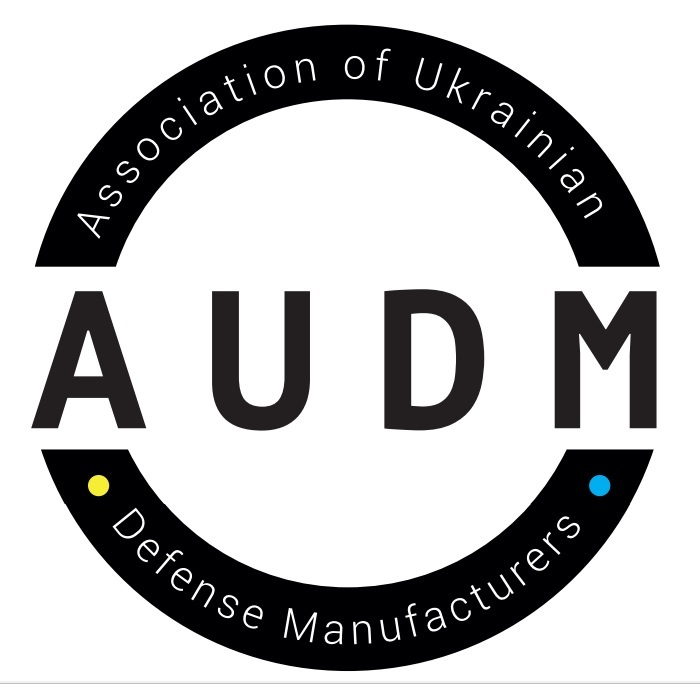 Association of Ukrainian
AUDM
Defense Manufacturers